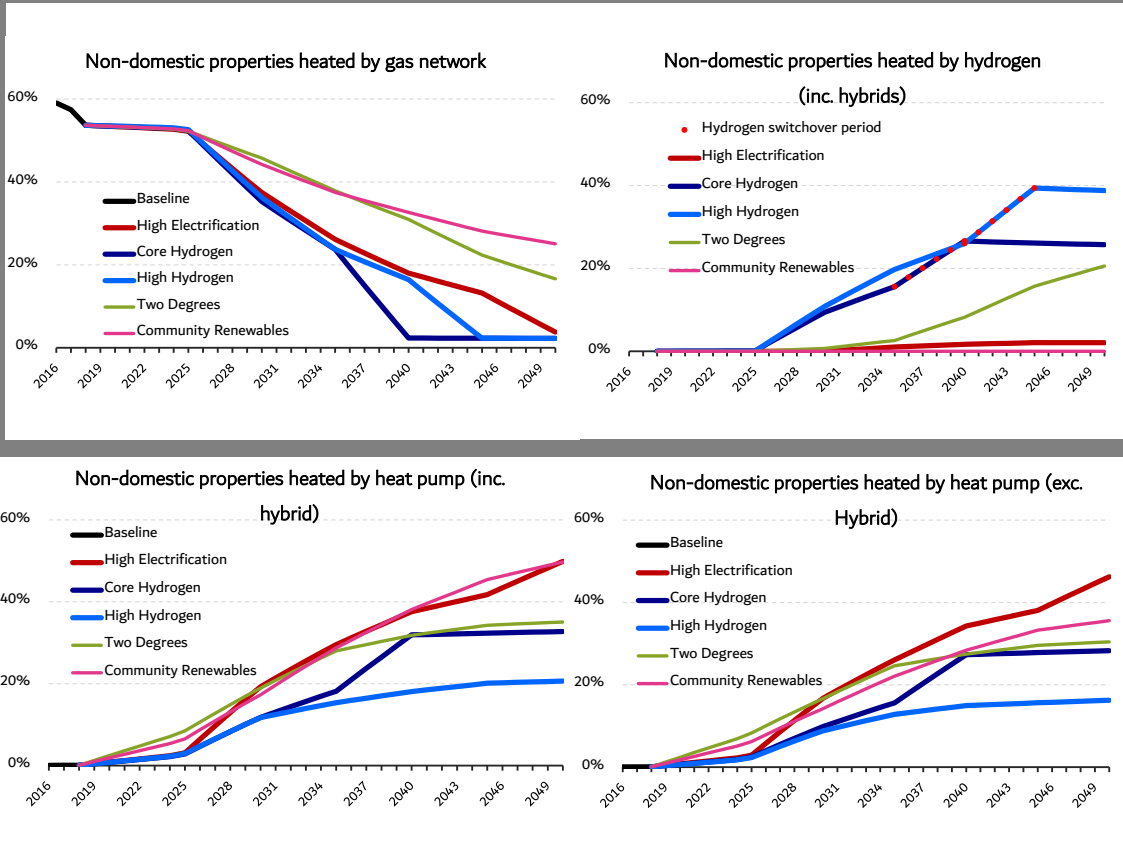 Non-domestic properties heated by gas network
60%
40%
20%
0%
Baseline
High Electrification
Core Hydrogen
High Hydrogen
Two Degrees
Community Renewables
2016
2019
2022
2025
2028
2031
2034
2037
2040
2043
2046
2049
Non-domestic properties heated by hydrogen
(inc. hybrids)
60%
40%
20%
0%
Hydrogen switchover period
High Electrification
Core Hydrogen
High Hydrogen
Two Degrees
Community Renewables
2016
2019
2022
2025
2028
2031
2034
2037
2040
2043
2046
2049
Non-domestic properties heated by heat pump (inc.
hybrid)
60%
40%
20%
0%
Baseline
High Electrification
Core Hydrogen
High Hydrogen
Two Degrees
Community Renewables
2016
2019
2022
2025
2028
2031
2034
2037
2040
2043
2046
2049
Non-domestic properties heated by heat pump (exc.
Hybrid)
60%
40%
20%
0%
Baseline
High Electrification
Core Hydrogen
High Hydrogen
Two Degrees
Community Renewables
2016
2019
2022
2025
2028
2031
2034
2037
2040
2043
2046
2049